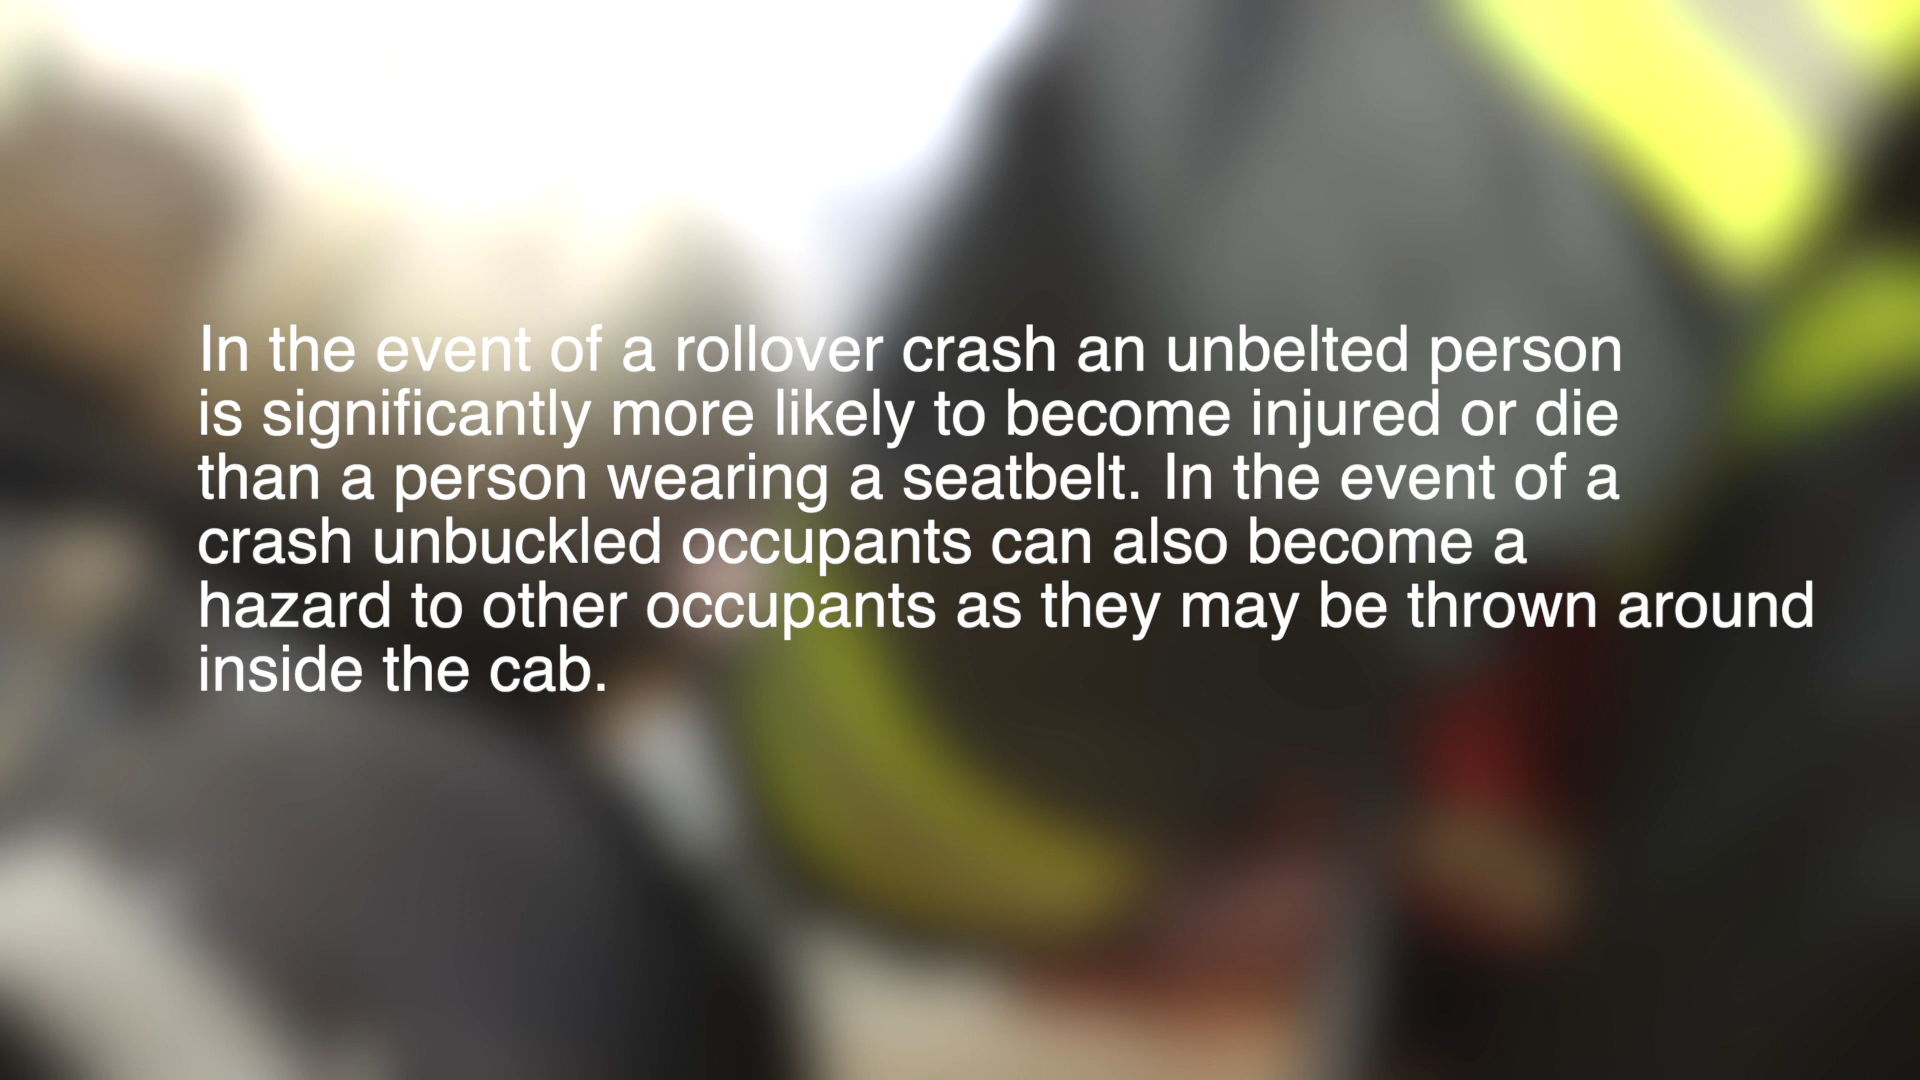 In the event of a rollover crash an unbelted person
is significantly more likely to become injured or die
than a person wearing a seatbelt. In the event of a
crash unbuckled occupants can also become a
hazard to other occupants as they may be thrown around
inside the cab.